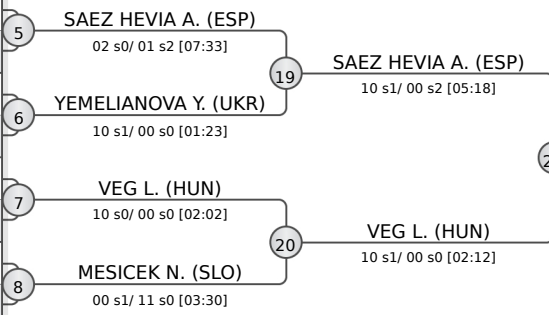 5
SAEZ HEVIA A. (ESP)
02 s0/ 01 s2 [07:33]
19
SAEZ HEVIA A. (ESP)
10 s1/ 00 s2 [05:18]
6
YEMELIANOVA Y. (UKR)
10 s1/ 00 s0 [01:23]
7
VEG L. (HUN)
10 s0/ 00 s0 [02:02]
20
VEG L. (HUN)
10 s1/ 00 s0 [02:12]
8
MESICEK N. (SLO)
00 s1/ 11 s0 [03:30]